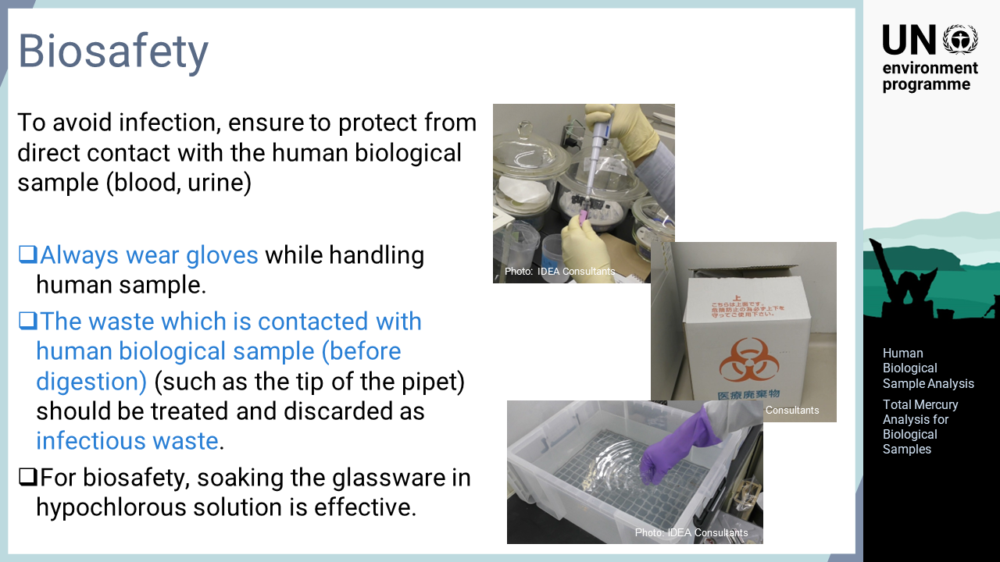 Biosafety
To avoid infection, ensure to protect from
direct contact with the human biological
sample (blood, urine)
❑Always wear gloves while handling
human sample.
❑The waste which is contacted with
human biological sample (before
digestion) (such as the tip of the pipet)
should be treated and discarded as
infectious waste.
❑For biosafety, soaking the glassware in
hypochlorous solution is effective.
Photo: IDEA Consultants
上
こちらは上面です。
危険防止の為必ず上下を
守ってご使用下さい。
医療廃棄物
Consultants
Photo: IDEA Consultants
UN
environment
programme
Human
Biological
Sample Analysis
Total Mercury
Analysis for
Biological
Samples